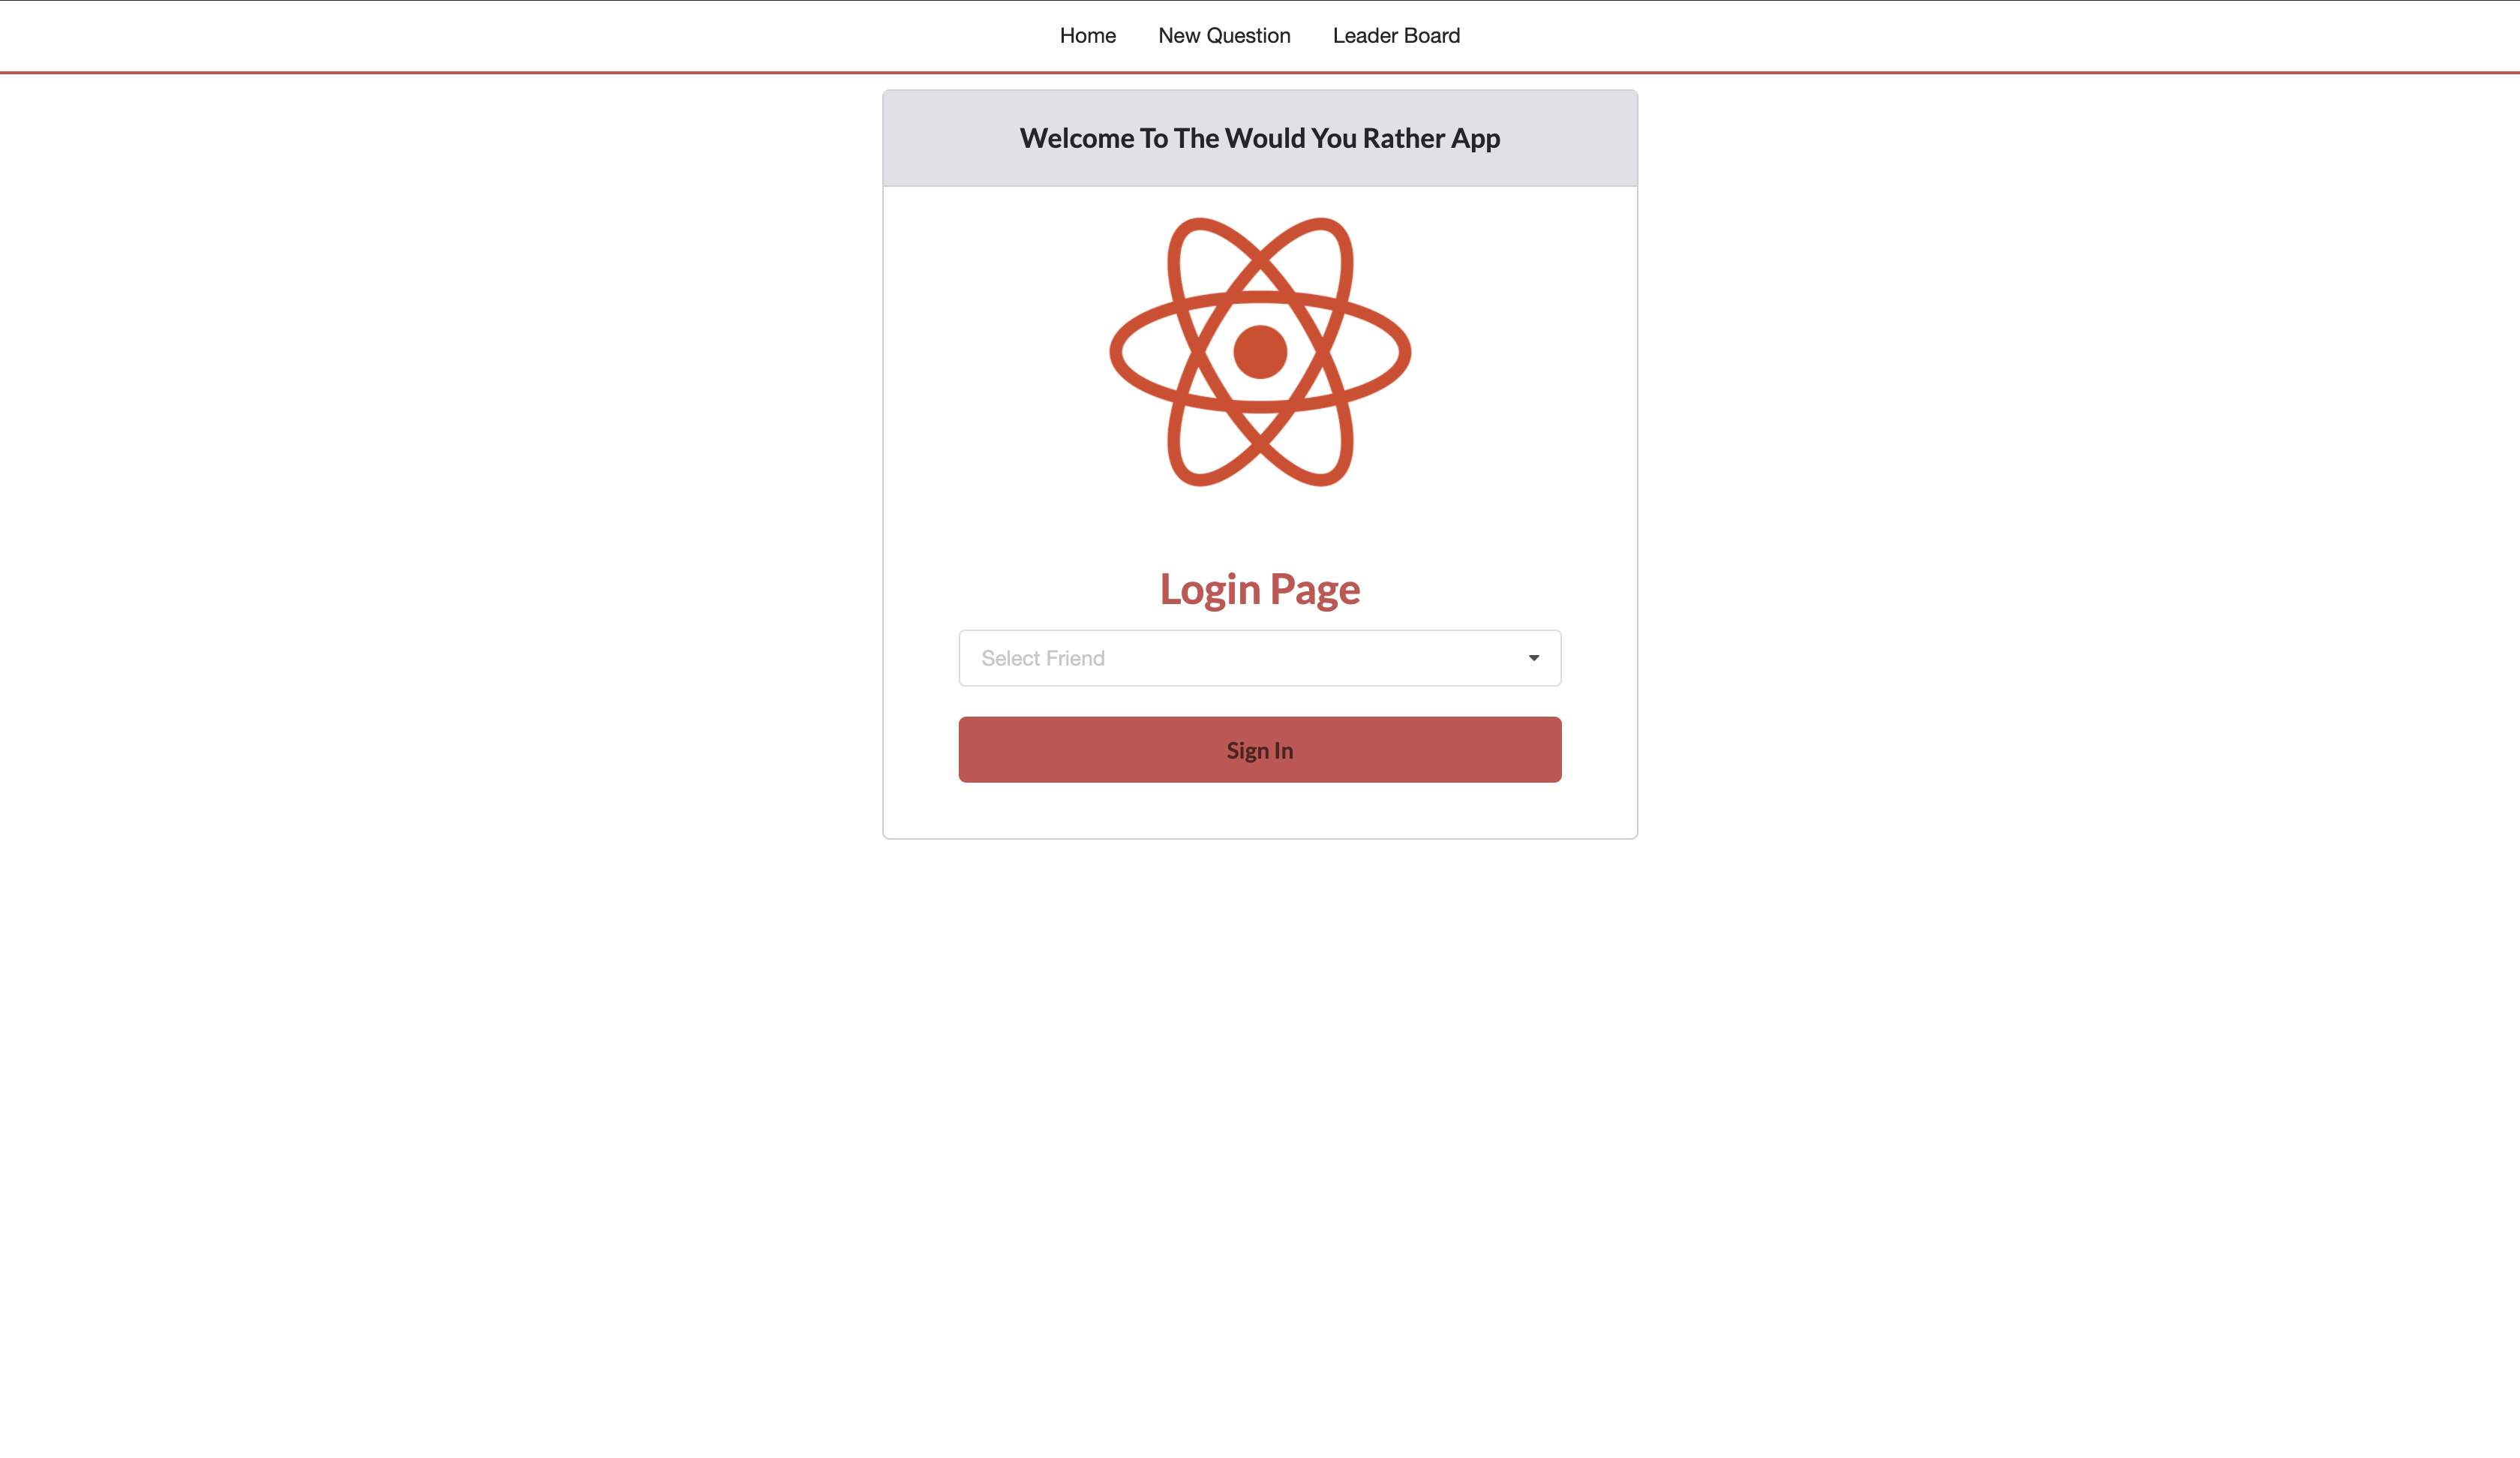 Home New Question Leader Board
Welcome To The Would You Rather App
Login Page
Select Friend
Sign In